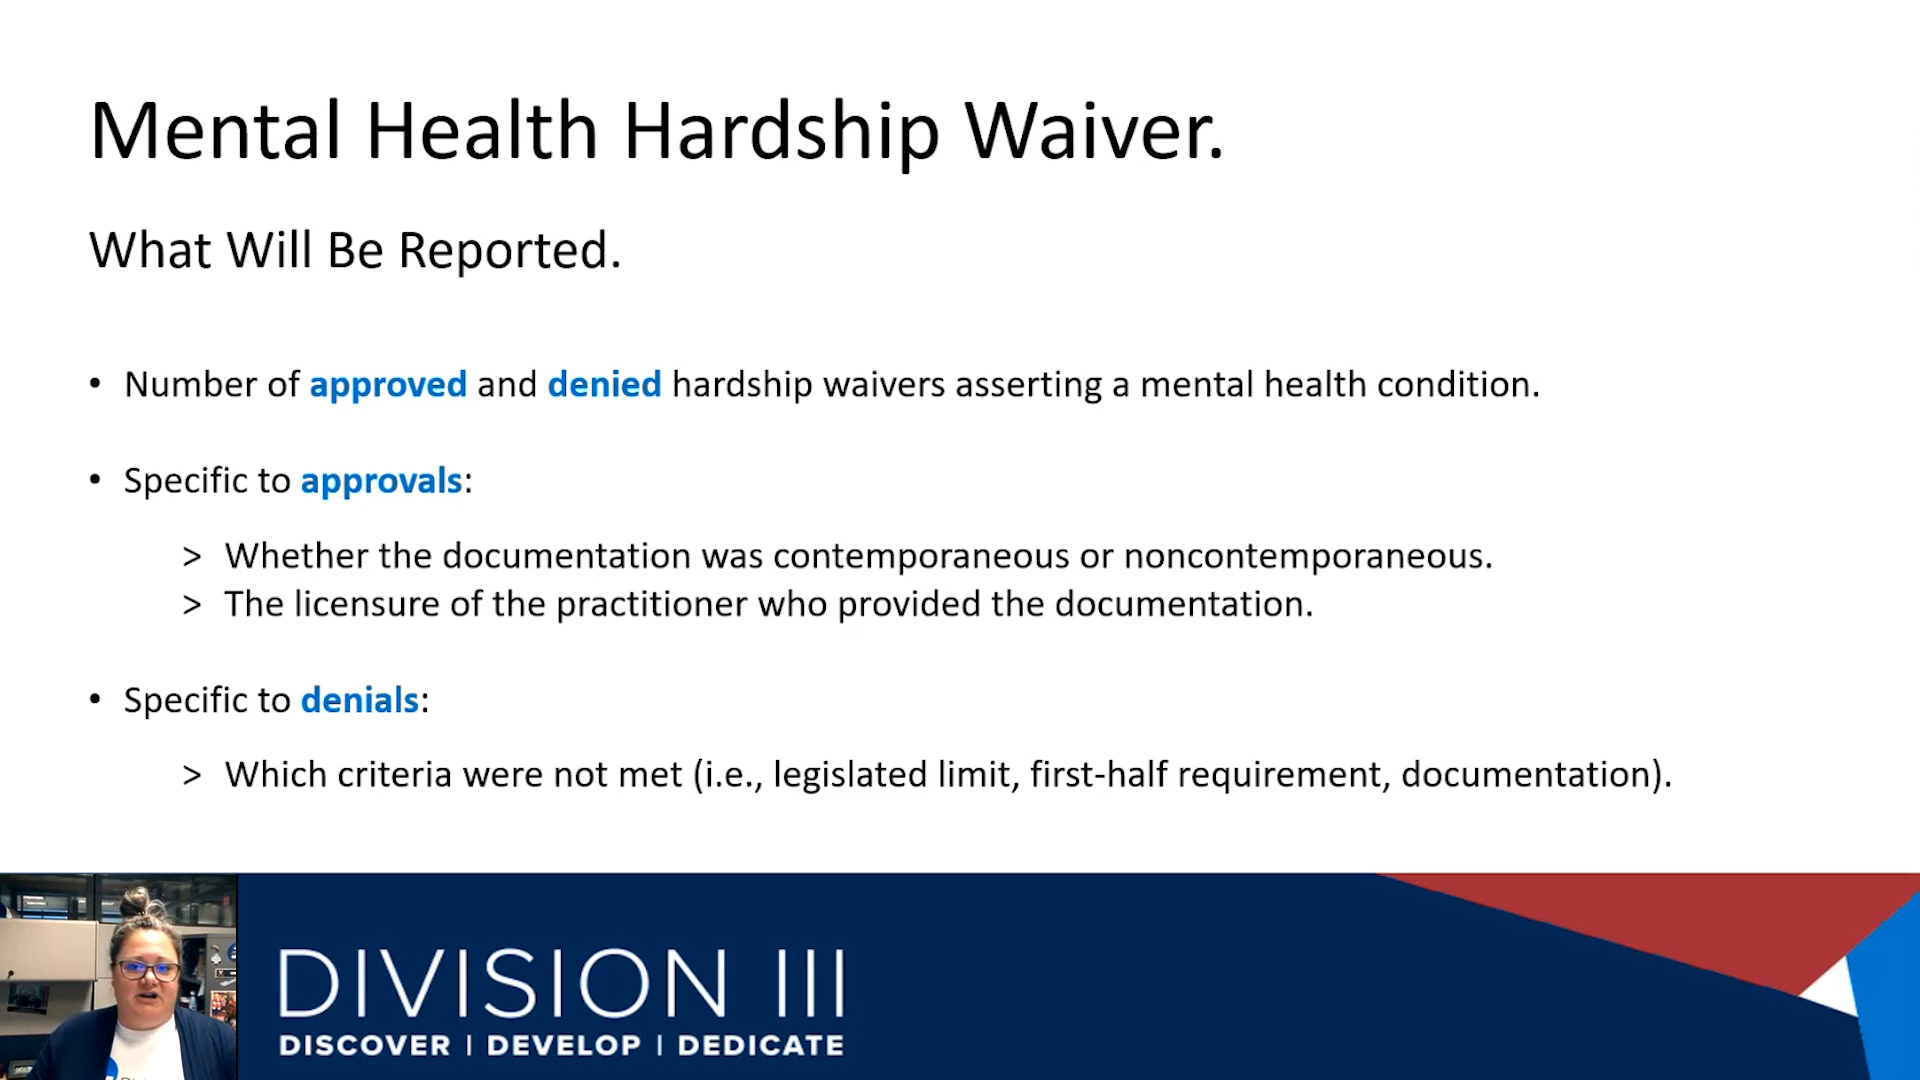 Mental Health Hardship Waiver.
What Will Be Reported.
• Number of approved and denied hardship waivers asserting a mental health condition.
• Specific to approvals:
> Whether the documentation was contemporaneous or noncontemporaneous.
> The licensure of the practitioner who provided the documentation.
• Specific to denials:
> Which criteria were not met (i.e., legislated limit, first-half requirement, documentation).
DIVISION III
DISCOVER | DEVELOP | DEDICATE